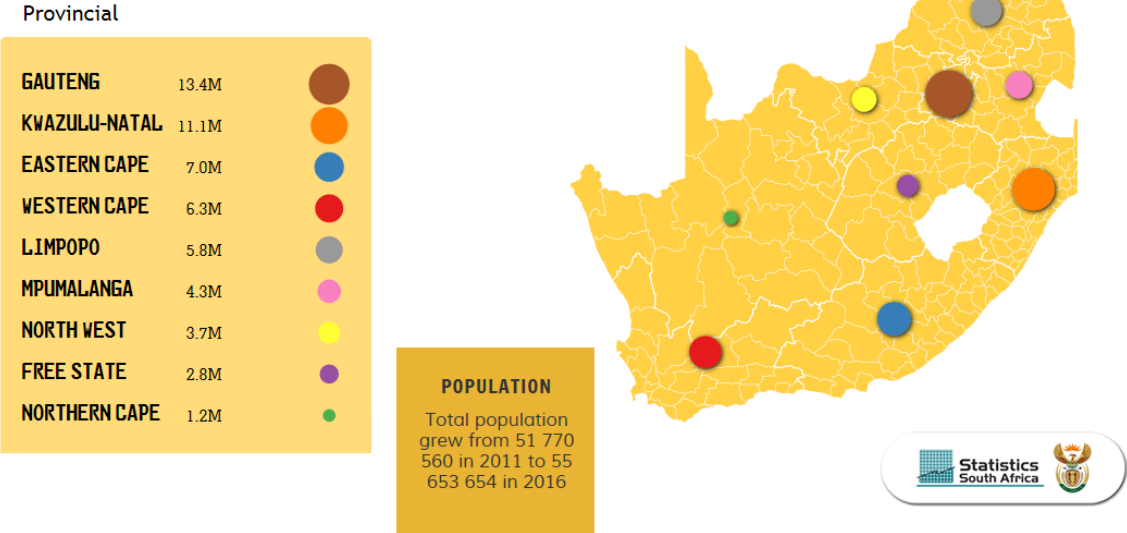 Provincial
GAUTENG 13.4M
KWAZULU-NATAL 11.1M
EASTERN CAPE 7.0M
WESTERN CAPE 6.3M
LIMPOPO 5.8M
MPUMALANGA 4.3M
NORTH WEST 3.7M
FREE STATE 2.8M
NORTHERN CAPE 1.2M
POPULATION
Total population
grew from 51 770
560 in 2011 to 55
653 654 in 2016
Statistics
South Africa